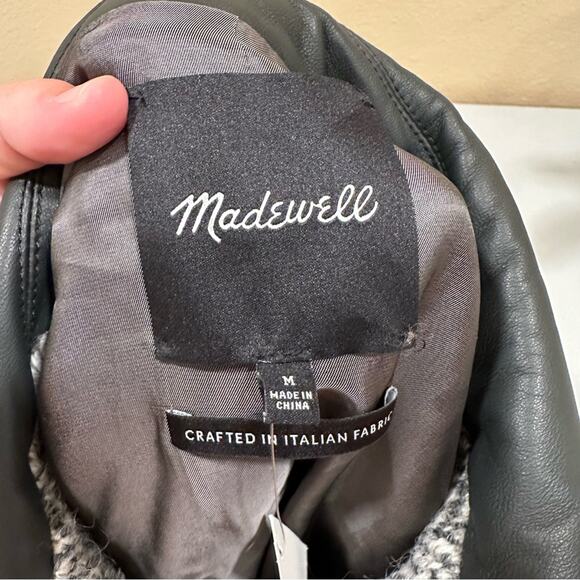 Madewell
M
MADE IN
CHINA
CRAFTED IN ITALIAN FABRIC